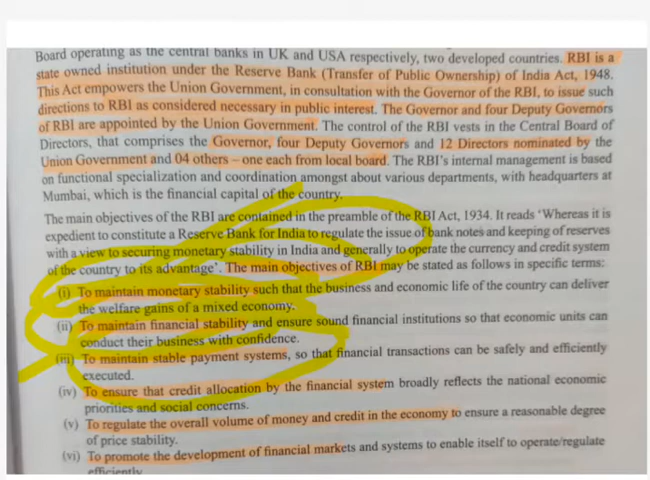 Board operating as the central banks in UK and USA respectively, two developed countries. RBI is a
state owned institution under the Reserve Bank (Transfer of Public Ownership) of India Act, 1948.
This Act empowers the Union Government, in consultation with the Governor of the RBI, to issue such
directions to RBI as considered necessary in public interest. The Governor and four Deputy Governors
of RBI are appointed by the Union Government. The control of the RBI vests in the Central Board of
Directors, that comprises the Governor, four Deputy Governors and 12 Directors nominated by the
Union Government and 04 others – one each from local board. The RBI's internal management is based
on functional specialization and coordination amongst about various departments, with headquarters at
Mumbai, which is the financial capital of the country.
The main objectives of the RBI are contained in the preamble of the RBI Act, 1934. It reads 'Whereas it is
expedient to constitute a Reserve Bank for India to regulate the issue of bank notes and keeping of reserves
with a view to securing monetary stability in India and generally to operate the currency and credit system
of the country to its advantage'. The main objectives of RBI may be stated as follows in specific terms:
(i) To maintain monetary stability such that the business and economic life of the country can deliver
the welfare gains of a mixed economy.
(ii) To maintain financial stability and ensure sound financial institutions so that economic units can
conduct their business with confidence.
(iii) To maintain stable payment systems, so that financial transactions can be safely and efficiently
executed.
(iv) To ensure that credit allocation by the financial system broadly reflects the national economic
priorities and social concerns.
(v) To regulate the overall volume of money and credit in the economy to ensure a reasonable degree
of price stability.
(vi) To promote the development of financial markets and systems to enable itself to operate/regulate
efficiently